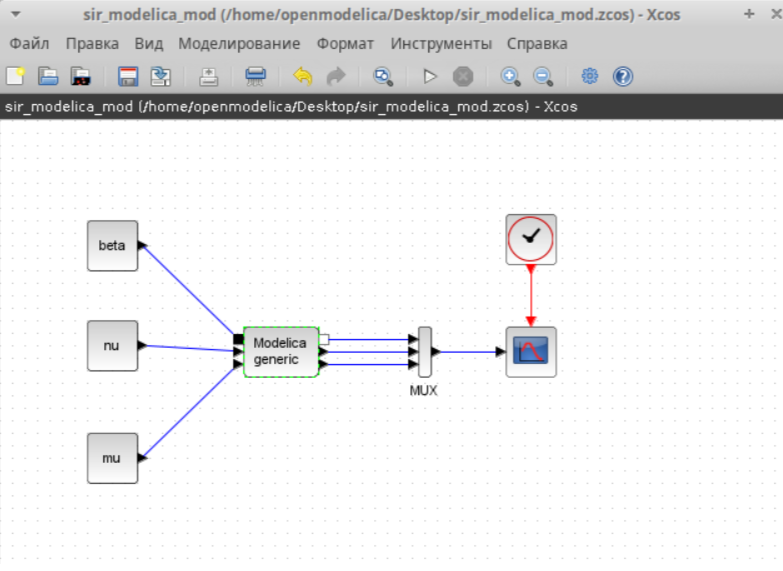 sir_modelica_mod (/home/openmodelica/Desktop/sir_modelica_mod.zcos) - Xcos
Файл Правка Вид Моделирование Формат Инструменты Справка
sir_modelica_mod (/home/openmodelica/Desktop/sir_modelica_mod.zcos) - Xcos
beta
nu
Modelica
generic
MUX
mu